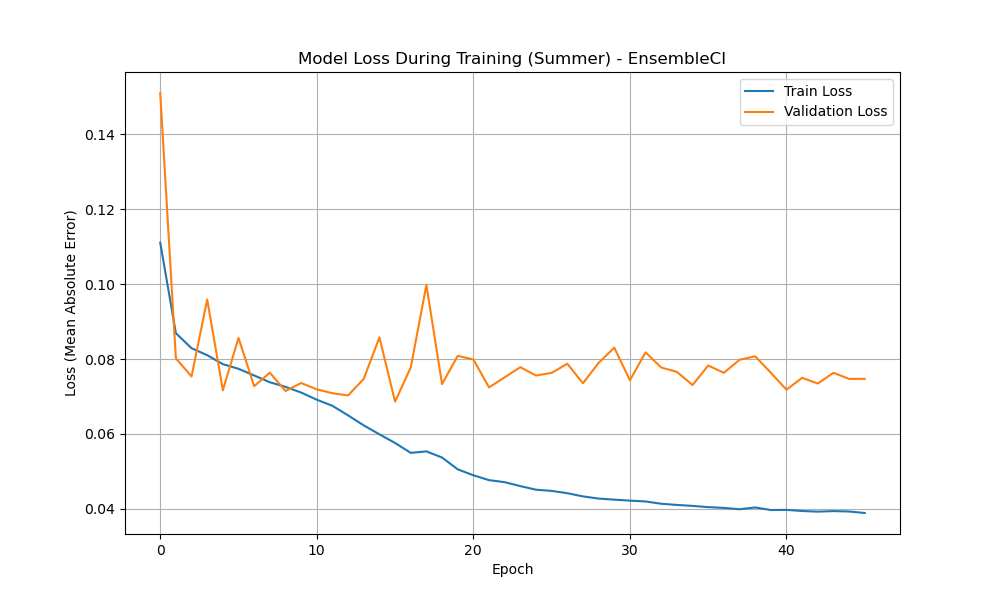 Model Loss During Training (Summer) - EnsembleCI
Train Loss
Validation Loss
Loss (Mean Absolute Error)
0.14
0.12
0.10
0.08
0.06
0.04
0
10
20
30
40
Epoch